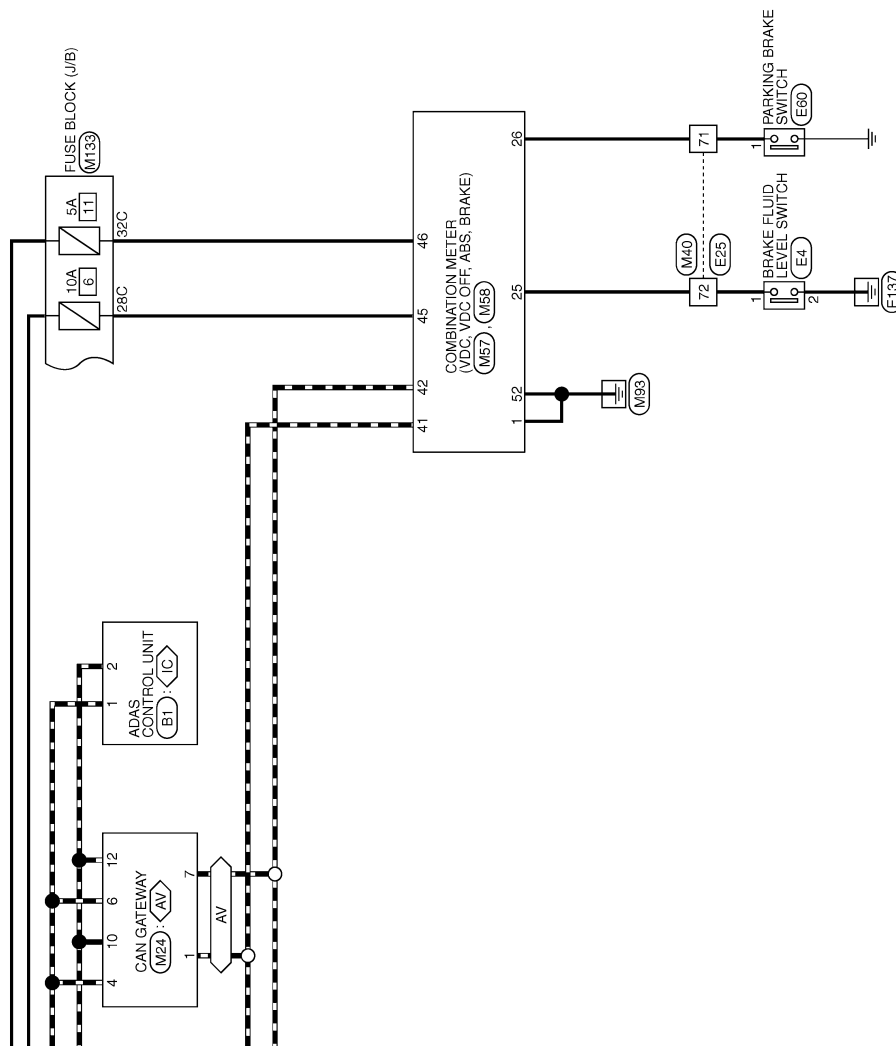 FUSE BLOCK (J/B)
M133
5A
11
32C
10A
6
28C
46
45
42
41
COMBINATION METER
(VDC, VDC OFF, ABS, BRAKE)
M57 , M58
26
25
52
1
M93
71
M40
E25
72
1
PARKING BRAKE
SWITCH
E60
1
BRAKE FLUID
LEVEL SWITCH
E4
2
E137
2
1
ADAS
CONTROL UNIT
B1 : IC
12
6
10
4
CAN GATEWAY
M24 : AV
7
1
AV